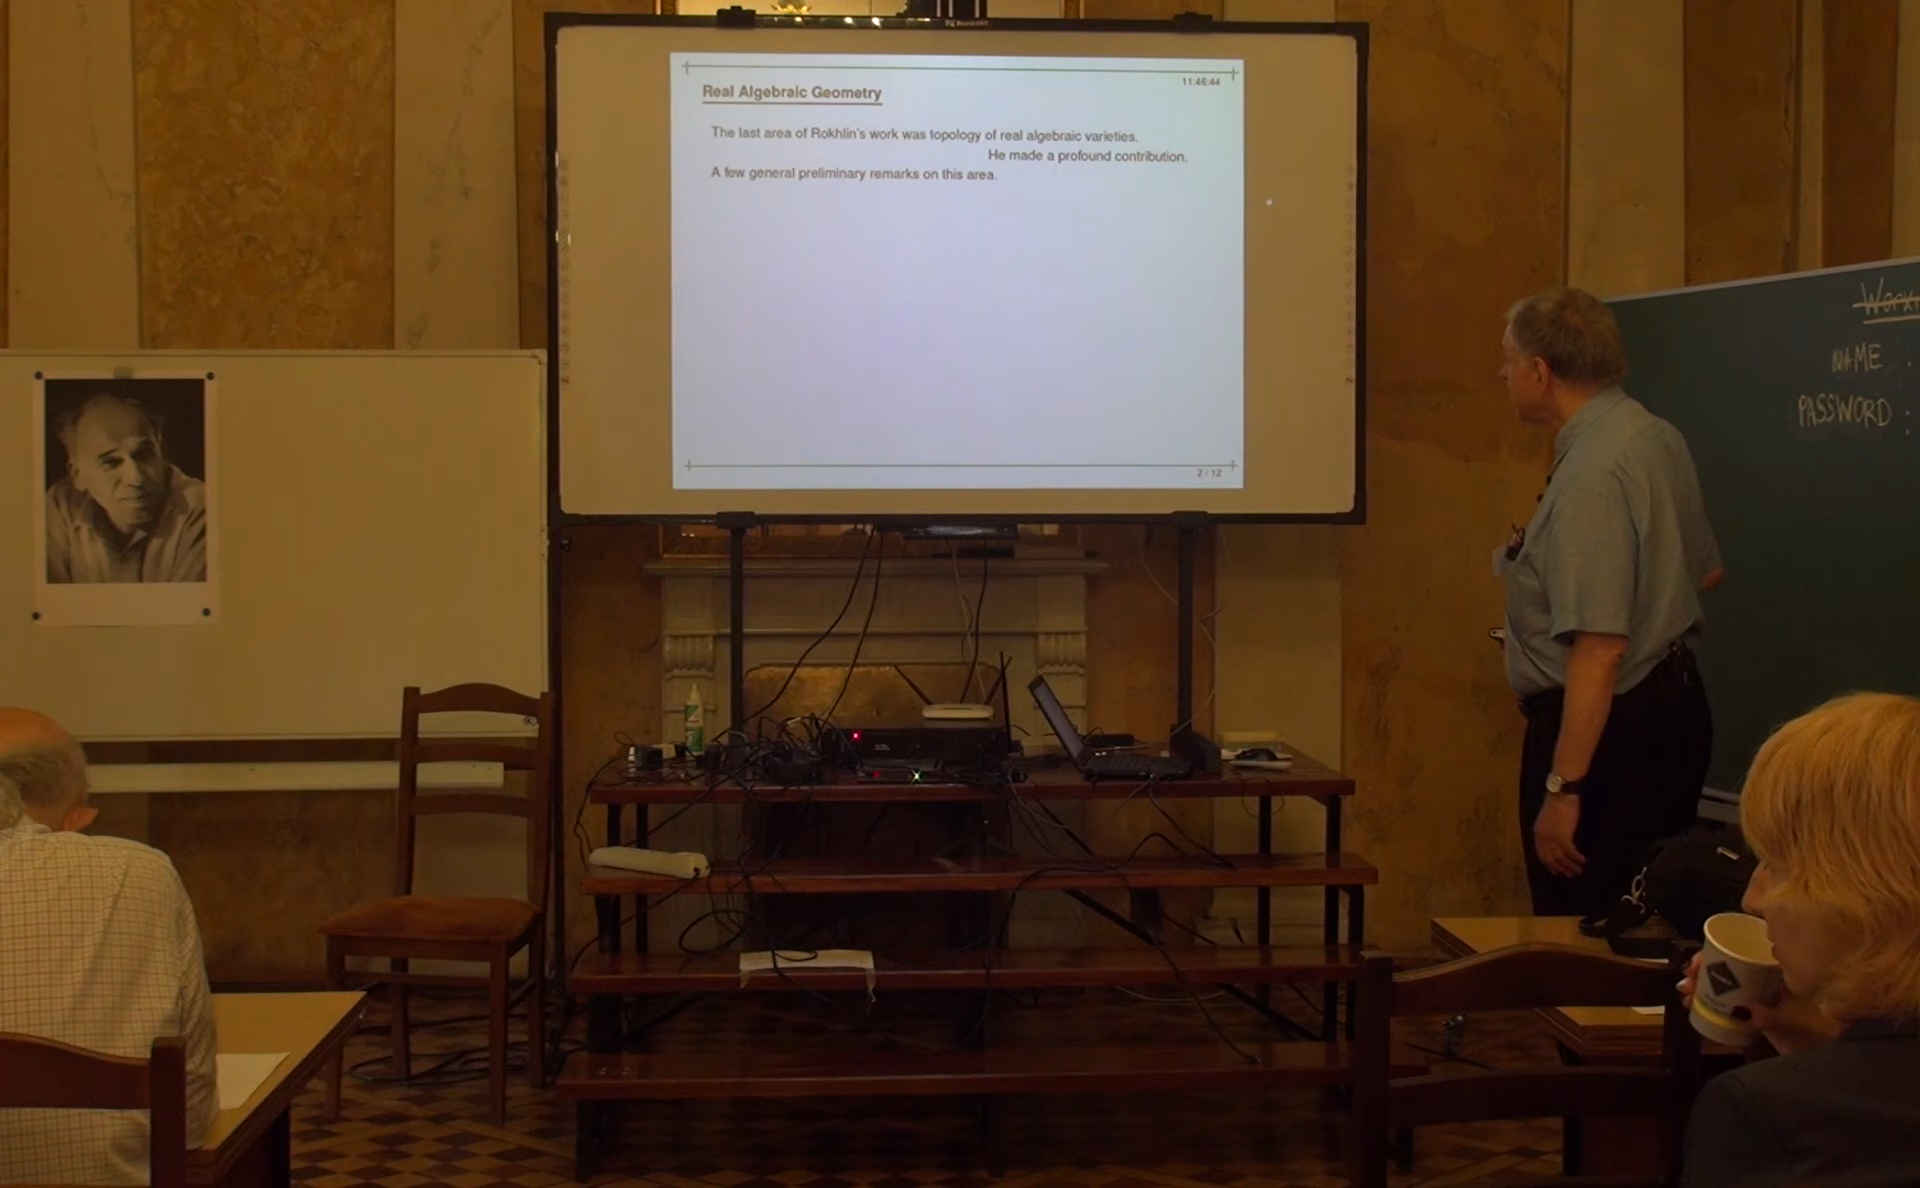 11:46:44
Real Algebraic Geometry
The last area of Rokhlin's work was topology of real algebraic varieties.
He made a profound contribution.
A few general preliminary remarks on this area.
2 / 12
NAME :
PASSWORD :